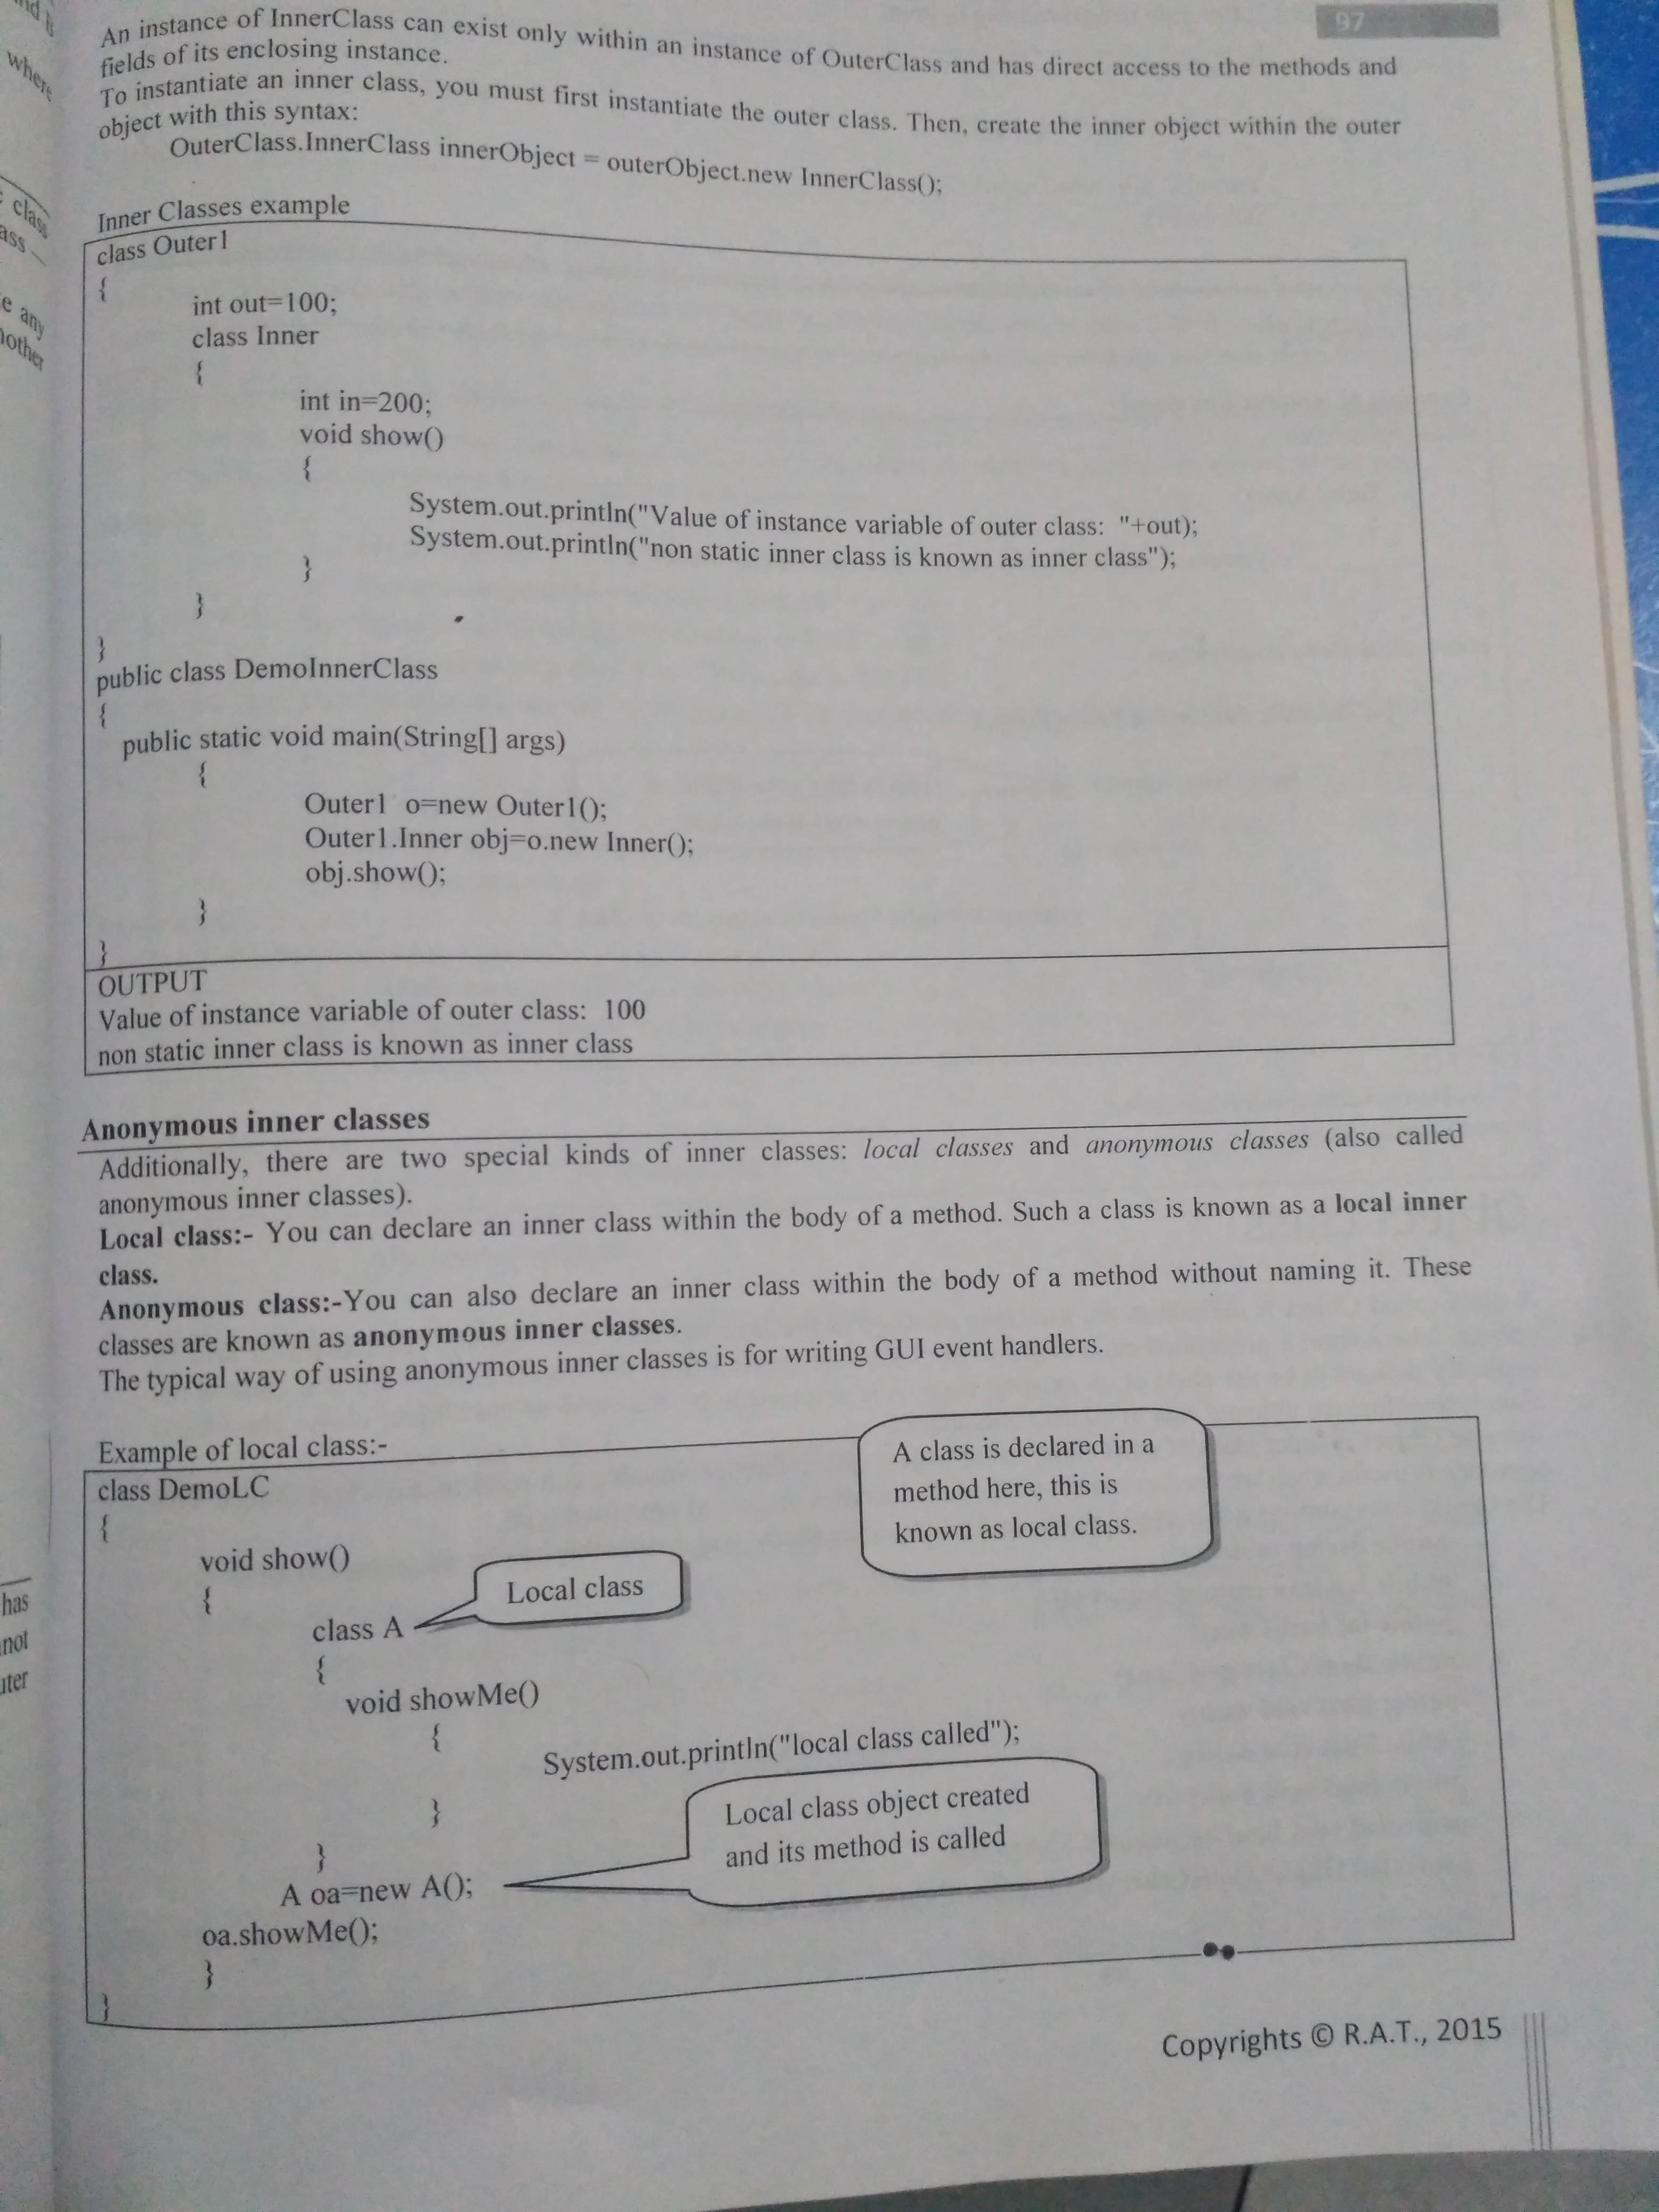 97
An instance of InnerClass can exist only within an instance of OuterClass and has direct access to the methods and
fields of its enclosing instance.
To instantiate an inner class, you must first instantiate the outer class. Then, create the inner object within the outer
object with this syntax:
OuterClass.InnerClass innerObject = outerObject.new InnerClass();
Inner Classes example
class Outer1
{
int out=100;
class Inner
{
int in=200;
void show()
{
System.out.println("Value of instance variable of outer class:  "+out);
System.out.println("non static inner class is known as inner class");
}
}
}
public class DemoInnerClass
{
public static void main(String[] args)
{
Outer1  o=new Outer1();
Outer1.Inner obj=o.new Inner();
obj.show();
}
}
OUTPUT
Value of instance variable of outer class:  100
non static inner class is known as inner class
Anonymous inner classes
Additionally, there are two special kinds of inner classes: local classes and anonymous classes (also called
anonymous inner classes).
Local class:- You can declare an inner class within the body of a method. Such a class is known as a local inner
class.
Anonymous class:-You can also declare an inner class within the body of a method without naming it. These
classes are known as anonymous inner classes.
The typical way of using anonymous inner classes is for writing GUI event handlers.
Example of local class:-
A class is declared in a
method here, this is
known as local class.
class DemoLC
{
void show()
{
Local class
class A
{
void showMe()
{
System.out.println("local class called");
Local class object created
and its method is called
}
}
A oa=new A();
oa.showMe();
}
}
Copyrights © R.A.T., 2015
where
class
any
has
not